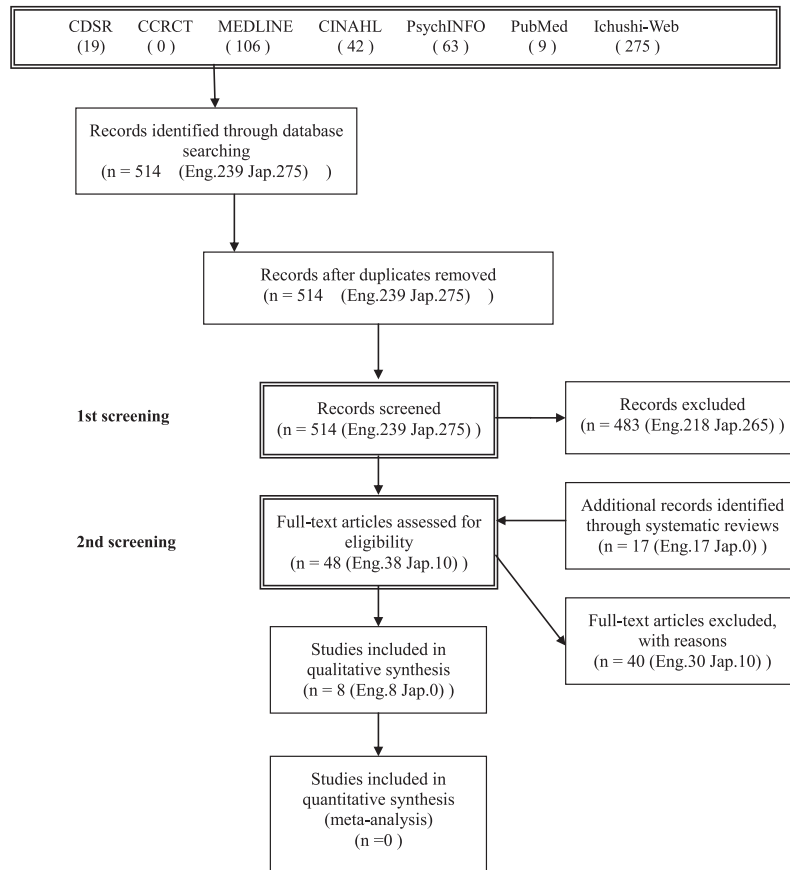 CDSR CCRCT MEDLINE CINAHL PsychINFO PubMed Ichushi-Web
(19) ( 0 ) ( 106 ) ( 42 ) ( 63 ) ( 9 ) ( 275 )
Records identified through database
searching
(n = 514 (Eng.239 Jap.275) )
Records after duplicates removed
(n = 514 (Eng.239 Jap.275) )
1st screening
Records screened
(n = 514 (Eng.239 Jap.275) )
Records excluded
(n = 483 (Eng.218 Jap.265) )
2nd screening
Full-text articles assessed for
eligibility
(n = 48 (Eng.38 Jap.10) )
Additional records identified
through systematic reviews
(n = 17 (Eng.17 Jap.0) )
Full-text articles excluded,
with reasons
(n = 40 (Eng.30 Jap.10) )
Studies included in
qualitative synthesis
(n = 8 (Eng.8 Jap.0) )
Studies included in
quantitative synthesis
(meta-analysis)
(n =0 )